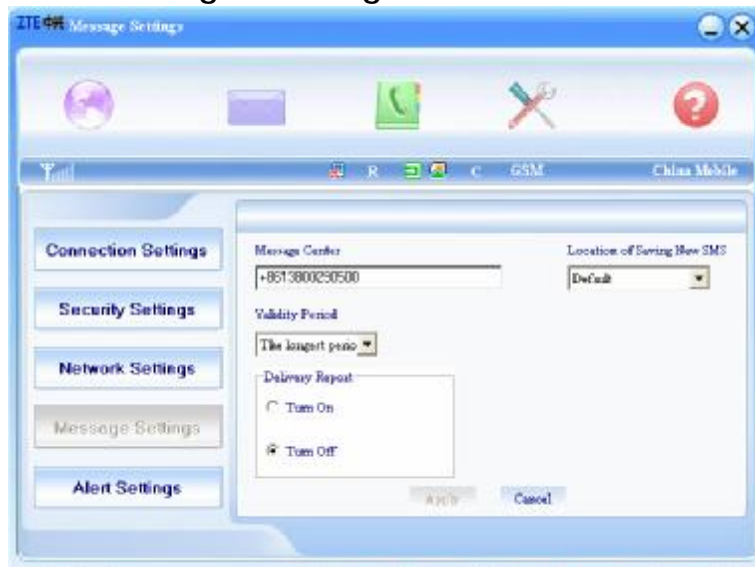 ZTE中兴 Message Settings
R C GSM China Mobile
Connection Settings
Security Settings
Network Settings
Message Settings
Alert Settings
Message Center
+8613800290500
Location of Saving New SMS
Default
Validity Period
The longest perio
Delivery Report
Turn On
Turn Off
Apply Cancel